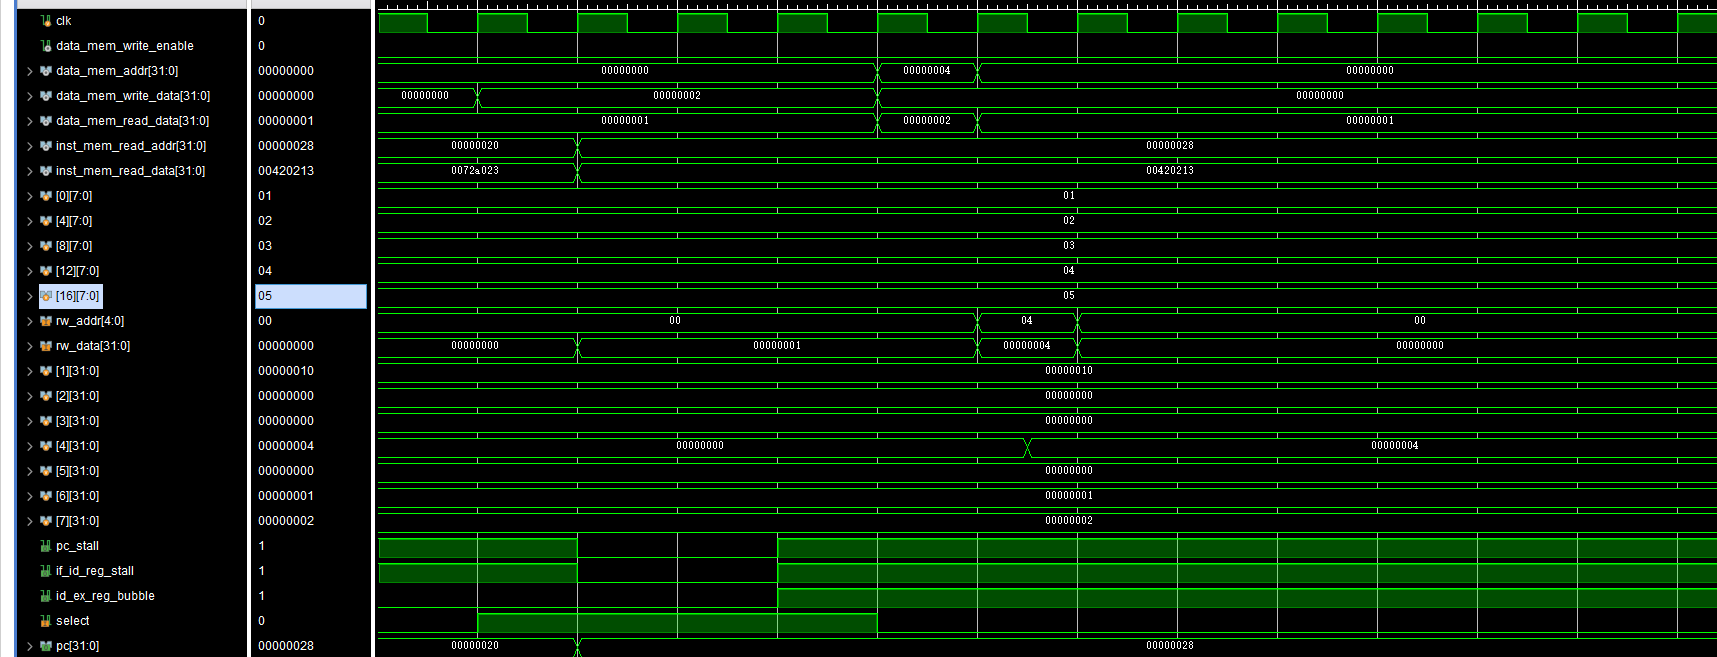 clk 0
data_mem_write_enable 0
data_mem_addr[31:0] 00000000 00000000 00000004 00000000
data_mem_write_data[31:0] 00000000 00000000 00000002 00000000
data_mem_read_data[31:0] 00000001 00000001 00000002 00000001
inst_mem_read_addr[31:0] 00000028 00000020 00000028
inst_mem_read_data[31:0] 00420213 0072a023 00420213
[0][7:0] 01 01
[4][7:0] 02 02
[8][7:0] 03 03
[12][7:0] 04 04
[16][7:0] 05 05
rw_addr[4:0] 00 00 04 00
rw_data[31:0] 00000000 00000000 00000001 00000004 00000000
[1][31:0] 00000010 00000010
[2][31:0] 00000000 00000000
[3][31:0] 00000000 00000000
[4][31:0] 00000004 00000000 00000004
[5][31:0] 00000000 00000000
[6][31:0] 00000001 00000001
[7][31:0] 00000002 00000002
pc_stall 1
if_id_reg_stall 1
id_ex_reg_bubble 1
select 0
pc[31:0] 00000028 00000020 00000028